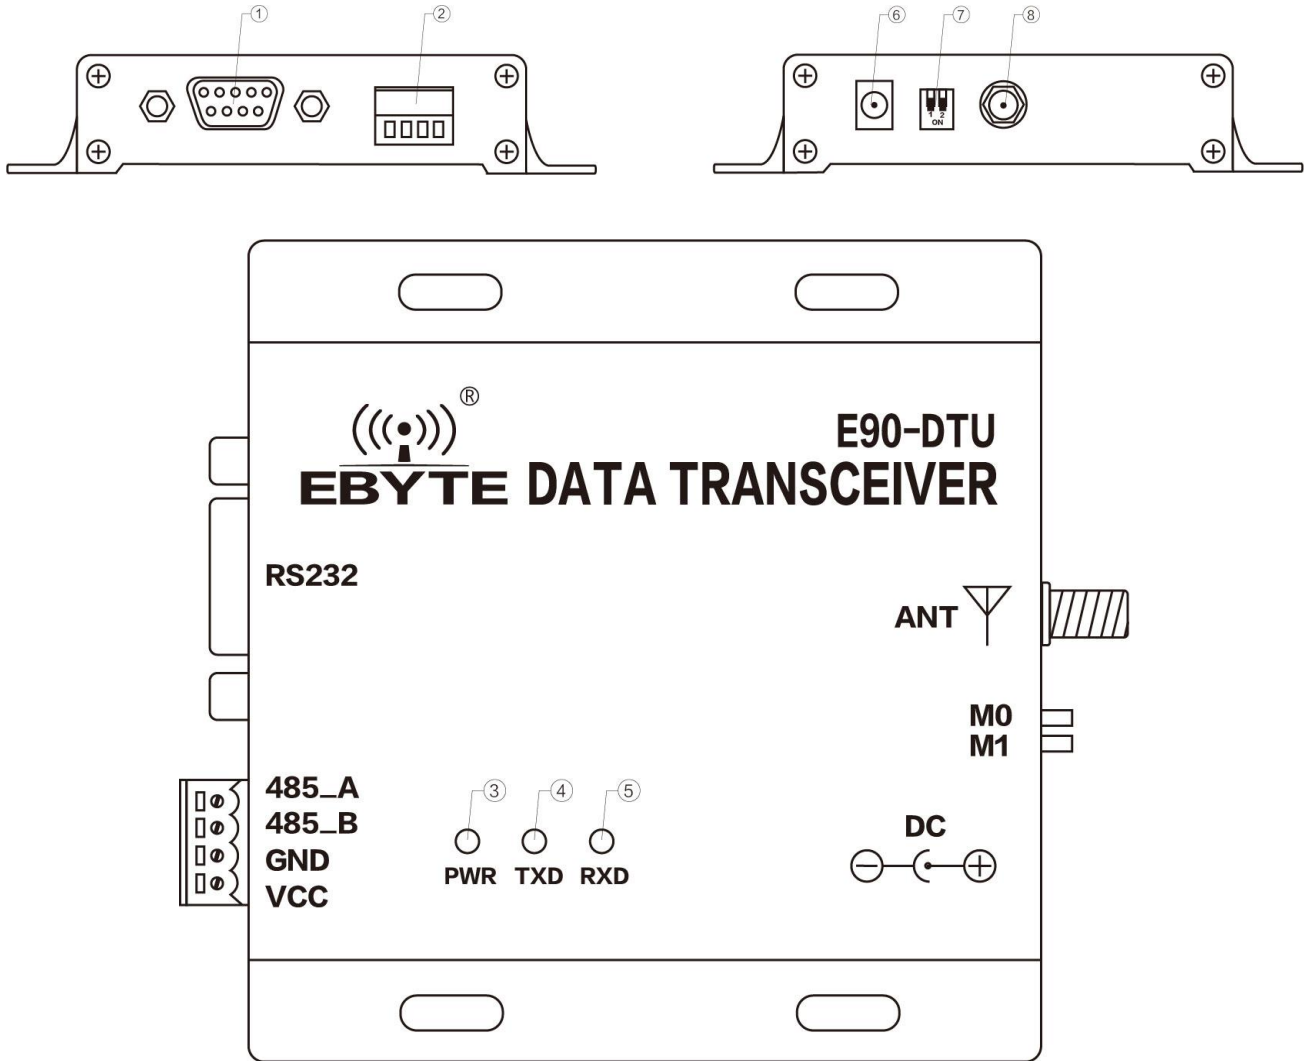 ① ② ⑥ ⑦ ⑧
1 2
ON
®
E90-DTU
EBYTE DATA TRANSCEIVER
RS232
ANT
M0
M1
485_A
485_B
GND
VCC
③ ④ ⑤
PWR TXD RXD
DC